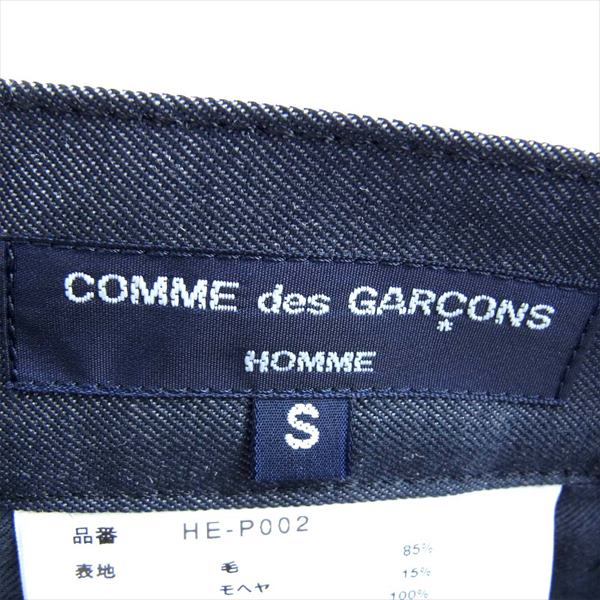 COMME des GARÇONS
HOMME
S
品番 HE-P002
85%
表地 毛 15%
モヘヤ 100%